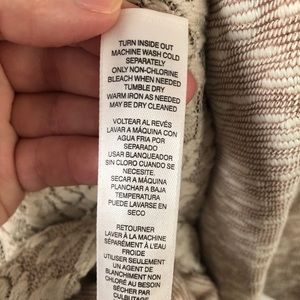 TURN INSIDE OUT
MACHINE WASH COLD
SEPARATELY
ONLY NON-CHLORINE
BLEACH WHEN NEEDED
TUMBLE DRY
WARM IRON AS NEEDED
MAY BE DRY CLEANED
VOLTEAR AL REVÉS
LAVAR A MÁQUINA CON
AGUA FRIA POR
SEPARADO
USAR BLANQUEADOR
SIN CLORO CUANDO SE
NECESITE.
SECAR A MÁQUINA
PLANCHAR A BAJA
TEMPERATURA
PUEDE LAVARSE EN
SECO
RETOURNER
LAVER À LA MACHINE
SÉPARÉMENT À L'EAU
FROIDE
UTILISER SEULEMENT
UN AGENT DE
BLANCHIMENT NON
CHLORÉ AU BESOIN
SÉCHER PAR
CULBUTAGE